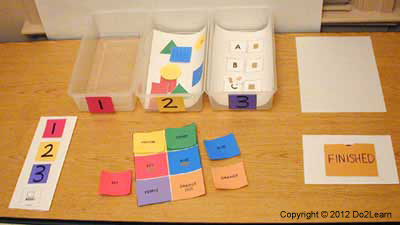 A
B
C
1
2
3
1
2
3
YELLOW
GREEN
RED
BLUE
BLUE
RED
PURPLE
ORANGE
ORANGE
FINISHED
Copyright © 2012 Do2Learn